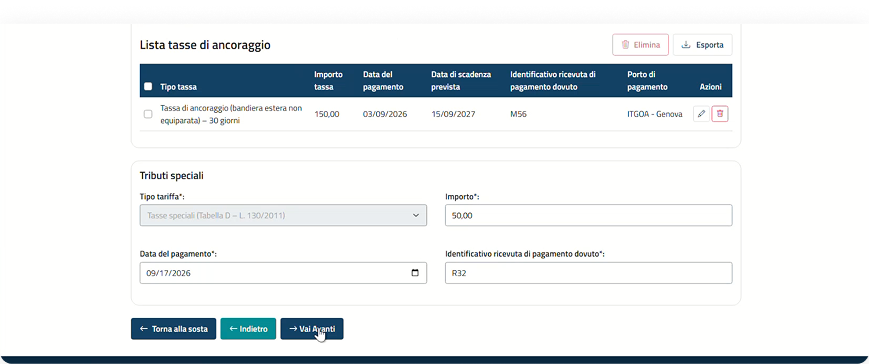 Lista tasse di ancoraggio
Elimina
Esporta
Tipo tassa
Importo tassa
Data del pagamento
Data di scadenza prevista
Identificativo ricevuta di pagamento dovuto
Porto di pagamento
Azioni
Tassa di ancoraggio (bandiera estera non equiparata) – 30 giorni
150,00
03/09/2026
15/09/2027
M56
ITGOA - Genova
Tributi speciali
Tipo tariffa*:
Importo*:
Tasse speciali (Tabella D – L. 130/2011)
50,00
Data del pagamento*:
Identificativo ricevuta di pagamento dovuto*:
09/17/2026
R32
← Torna alla sosta
← Indietro
→ Vai Avanti